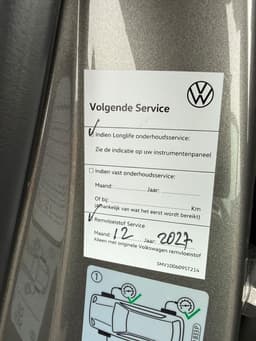 Volgende Service
Indien Longlife onderhoudsservice:
Zie de indicatie op uw instrumentenpaneel
Indien vast onderhoudsservice:
Maand: Jaar:
Of bij: Km
(afhankelijk van wat het eerst wordt bereikt)
Remvloeistof Service
Maand: 12 Jaar: 2027
Alleen met originele Volkswagen remvloeistof
1